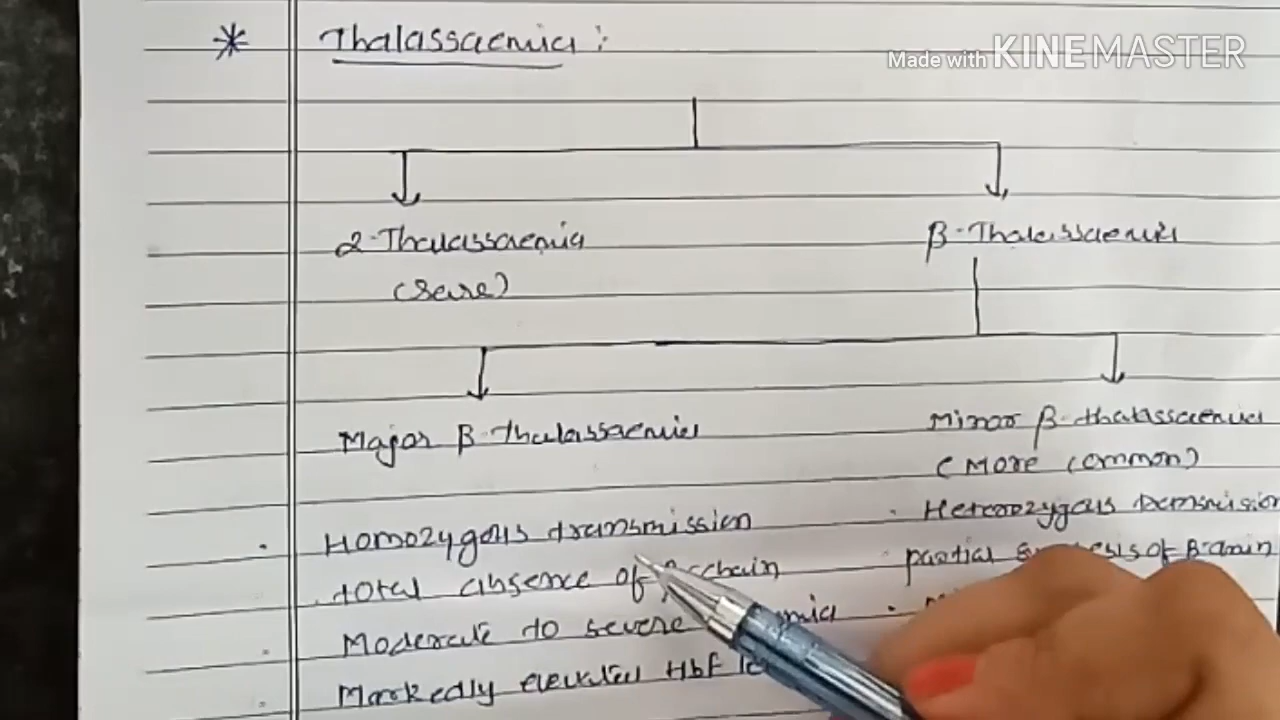 * Thalassaemia :
Made with KINEMASTER
α-Thalassaemia
β-Thalassaemia
(rare)
Major β-Thalassaemia
Minor β-thalassaemia
(More common)
Homozygous transmission
Heterozygous
total absence of chain
partial of β-chain
Moderate to severe
Markedly elevated HbF